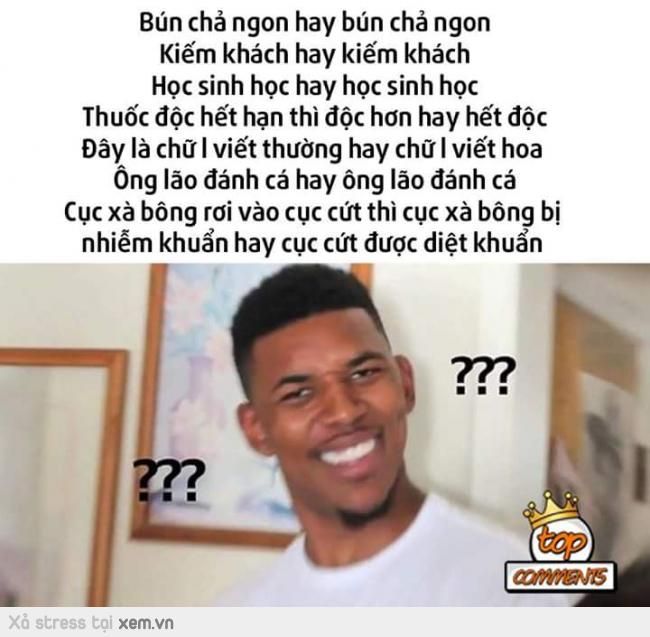 Bún chả ngon hay bún chả ngon
Kiếm khách hay kiếm khách
Học sinh học hay học sinh học
Thuốc độc hết hạn thì độc hơn hay hết độc
Đây là chữ l viết thường hay chữ I viết hoa
Ông lão đánh cá hay ông lão đánh cá
Cục xà bông rơi vào cục cứt thì cục xà bông bị
nhiễm khuẩn hay cục cứt được diệt khuẩn
???
???
top
COMMENTS
Xả stress tại xem.vn